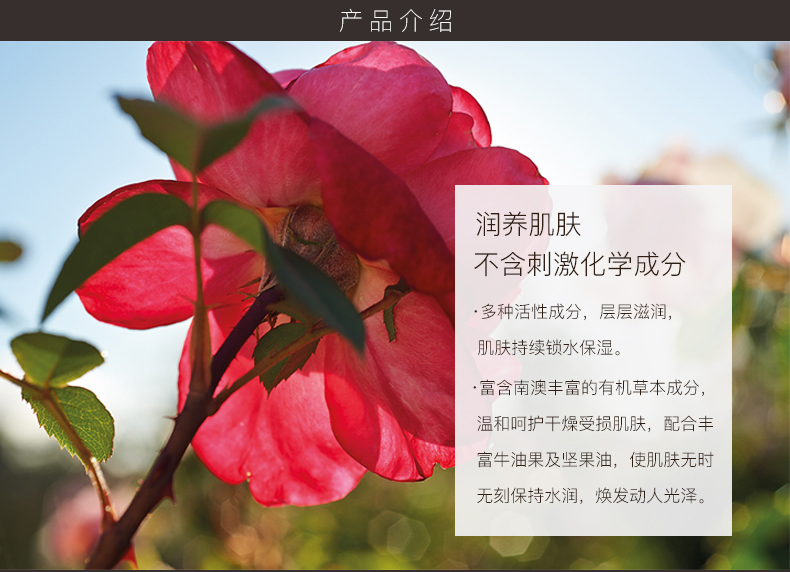 产品介绍
润养肌肤
不含刺激化学成分
·多种活性成分，层层滋润，
肌肤持续锁水保湿。
·富含南澳丰富的有机草本成分，
温和呵护干燥受损肌肤，配合丰
富牛油果及坚果油，使肌肤无时
无刻保持水润，焕发动人光泽。